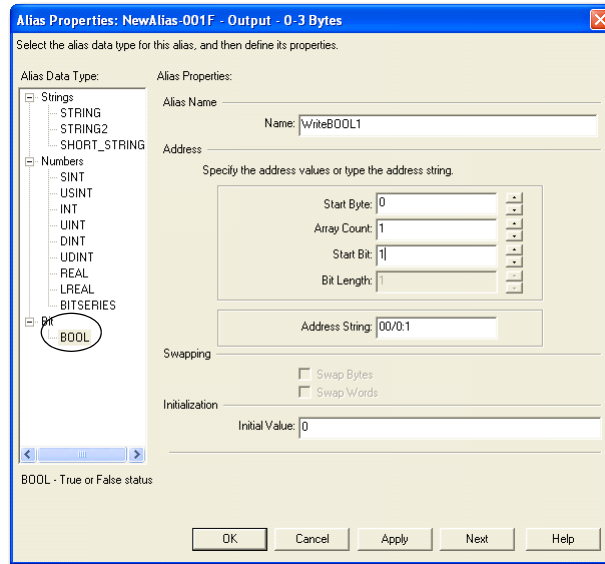 Alias Properties: NewAlias-001F - Output - 0-3 Bytes
Select the alias data type for this alias, and then define its properties.
Alias Data Type:
Strings
STRING
STRING2
SHORT_STRING
Numbers
SINT
USINT
INT
UINT
DINT
UDINT
REAL
LREAL
BITSERIES
Bit
BOOL
BOOL - True or False status
Alias Properties:
Alias Name
Name: WriteBOOL1
Address
Specify the address values or type the address string.
Start Byte: 0
Array Count: 1
Start Bit: 1
Bit Length: 1
Address String: 00/0:1
Swapping
Swap Bytes
Swap Words
Initialization
Initial Value: 0
OK Cancel Apply Next Help